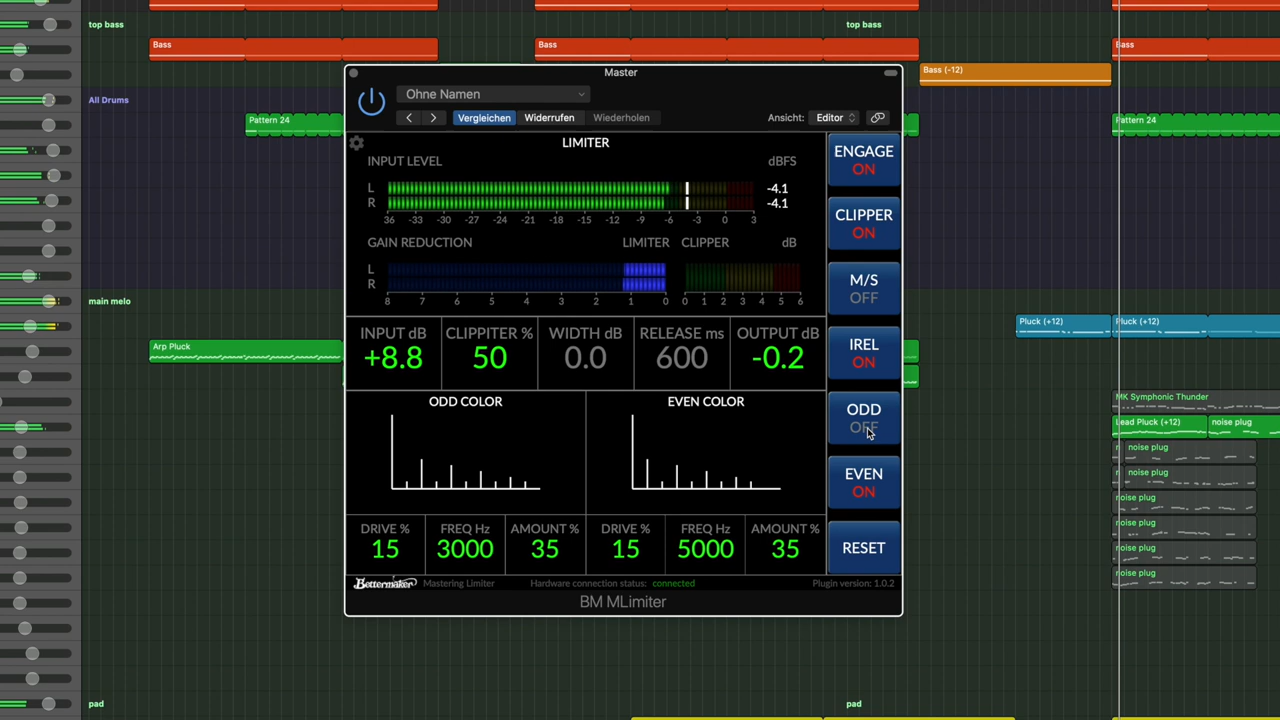 top bass
top bass
Bass
Bass
Bass
Master
Bass (-12)
Ohne Namen
All Drums
Pattern 24
Pattern 24
Vergleichen
Widerrufen
Wiederholen
Ansicht:
Editor
LIMITER
ENGAGE
ON
INPUT LEVEL
dBFS
L
-4.1
R
-4.1
36 33 -30 -27 -24 -21 -18 -15 -12 -9 -6 -3 0 3
CLIPPER
ON
GAIN REDUCTION
LIMITER
CLIPPER
dB
L
R
8 7 6 5 4 3 2 1 0
0 1 2 3 4 5 6
M/S
OFF
main melo
INPUT dB
CLIPPITER %
WIDTH dB
RELEASE ms
OUTPUT dB
+8.8
50
0.0
600
-0.2
IREL
ON
Pluck (+12)
Pluck (+12)
Arp Pluck
ODD COLOR
EVEN COLOR
ODD
OFF
MK Symphonic Thunder
Lead Pluck (+12)
noise plug
noise plug
noise plug
noise plug
noise plug
noise plug
noise plug
EVEN
ON
DRIVE %
FREQ Hz
AMOUNT %
DRIVE %
FREQ Hz
AMOUNT %
15
3000
35
15
5000
35
RESET
Bettermaker
Mastering Limiter
Hardware connection status: connected
Plugin version: 1.0.2
BM MLimiter
pad
pad